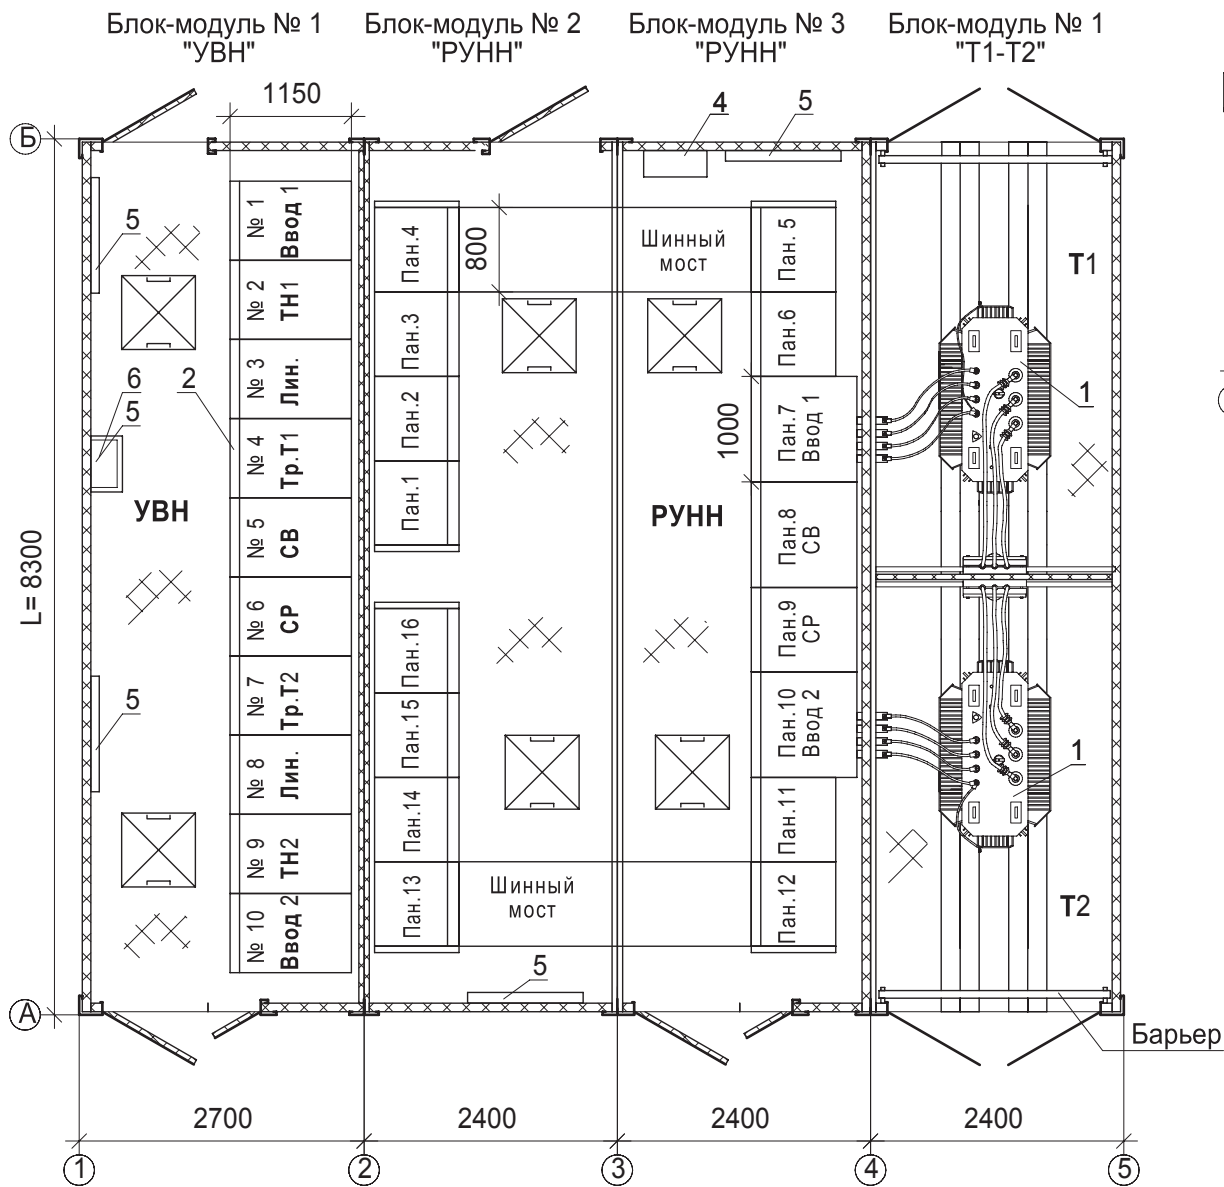 Блок-модуль № 1
"УВН"
Блок-модуль № 2
"РУНН"
Блок-модуль № 3
"РУНН"
Блок-модуль № 1
"Т1-Т2"
1150
4
5
Б
5
№ 1
Ввод 1
№ 2
ТН1
№ 3
Лин.
№ 4
Тр.Т1
№ 5
СВ
№ 6
СР
№ 7
Тр.Т2
№ 8
Лин.
№ 9
ТН2
№ 10
Ввод 2
6
5
2
УВН
5
L= 8300
Пан.4
Пан.3
Пан.2
Пан.1
Пан.16
Пан.15
Пан.14
Пан.13
800
Шинный
мост
Шинный
мост
5
РУНН
1000
Пан. 5
Пан.6
Пан.7
Ввод 1
Пан.8
СВ
Пан.9
СР
Пан.10
Ввод 2
Пан.11
Пан.12
Т1
1
1
Т2
А
Барьер
2700
2400
2400
2400
1
2
3
4
5